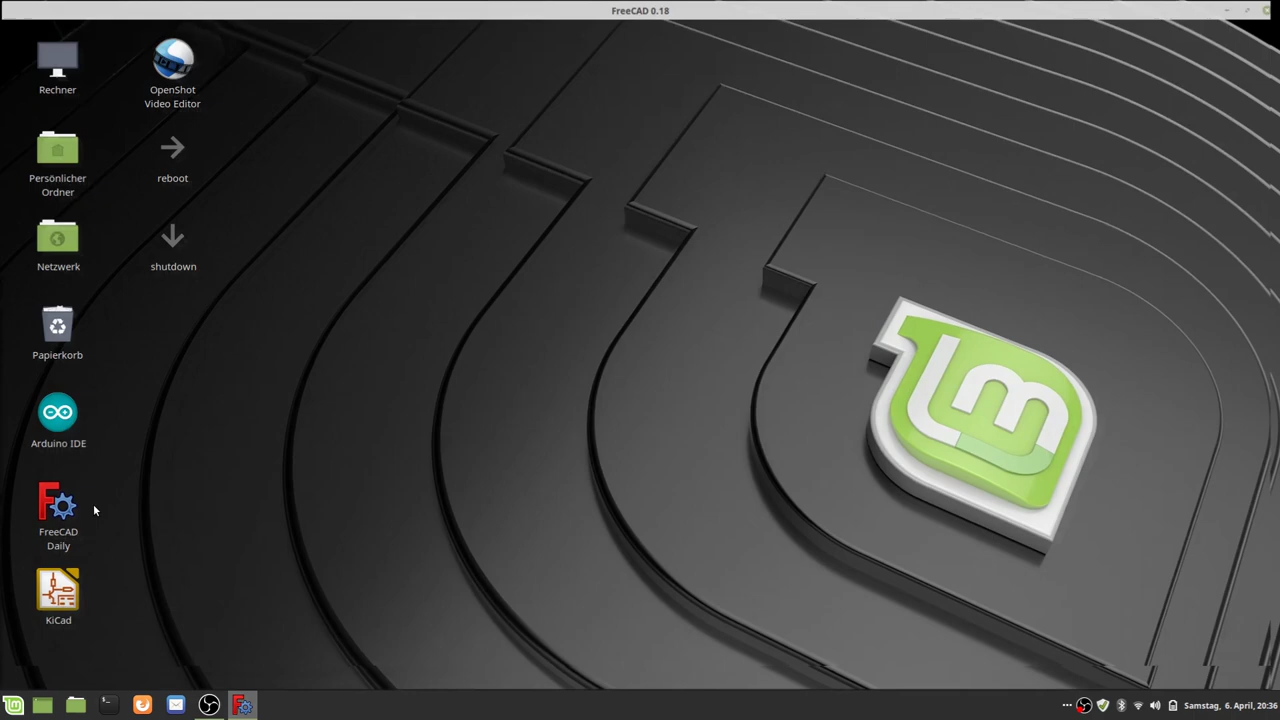 FreeCAD 0.18
Rechner
OpenShot
Video Editor
Persönlicher
Ordner
reboot
Netzwerk
shutdown
Papierkorb
Arduino IDE
FreeCAD
Daily
KiCad
Samstag, 6. April, 20:36